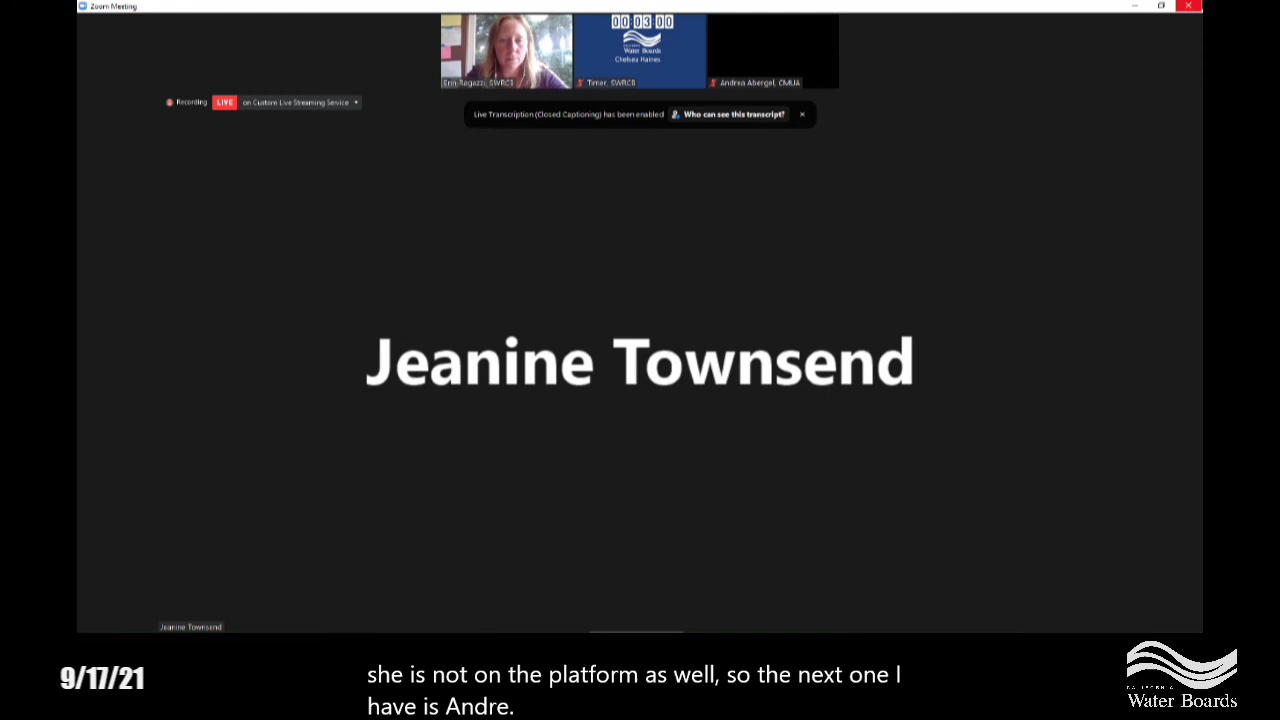 Zoom Meeting
00:03:00
Water Boards
Chelsea Haines
Erin Ragazzi, SWRCB
Timer, SWRCB
Andrea Abergel, CMUA
Recording
LIVE
on Custom Live Streaming Service
Live Transcription (Closed Captioning) has been enabled
Who can see this transcript?
Jeanine Townsend
Jeanine Townsend
9/17/21
she is not on the platform as well, so the next one I
have is Andre.
CALIFORNIA
Water Boards